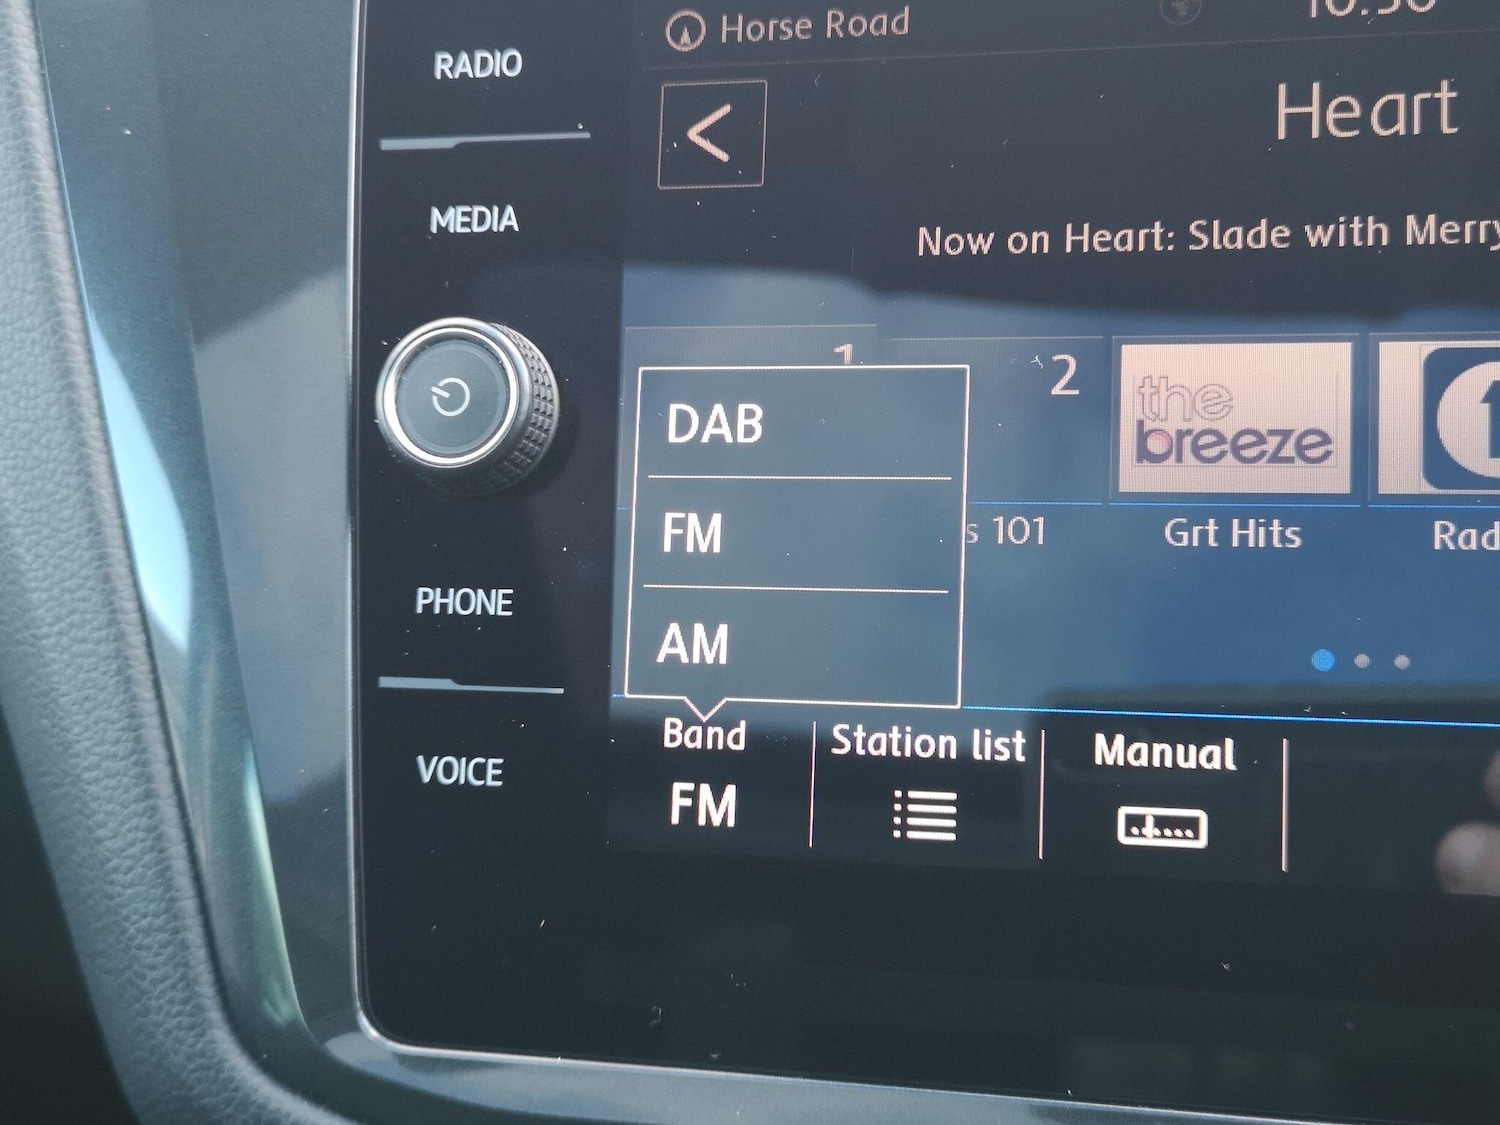 Horse Road
RADIO
Heart
MEDIA
Now on Heart: Slade with Merry
1
2
the
breeze
DAB
FM
AM
s 101
Grt Hits
Rad
PHONE
VOICE
Band
FM
Station list
Manual